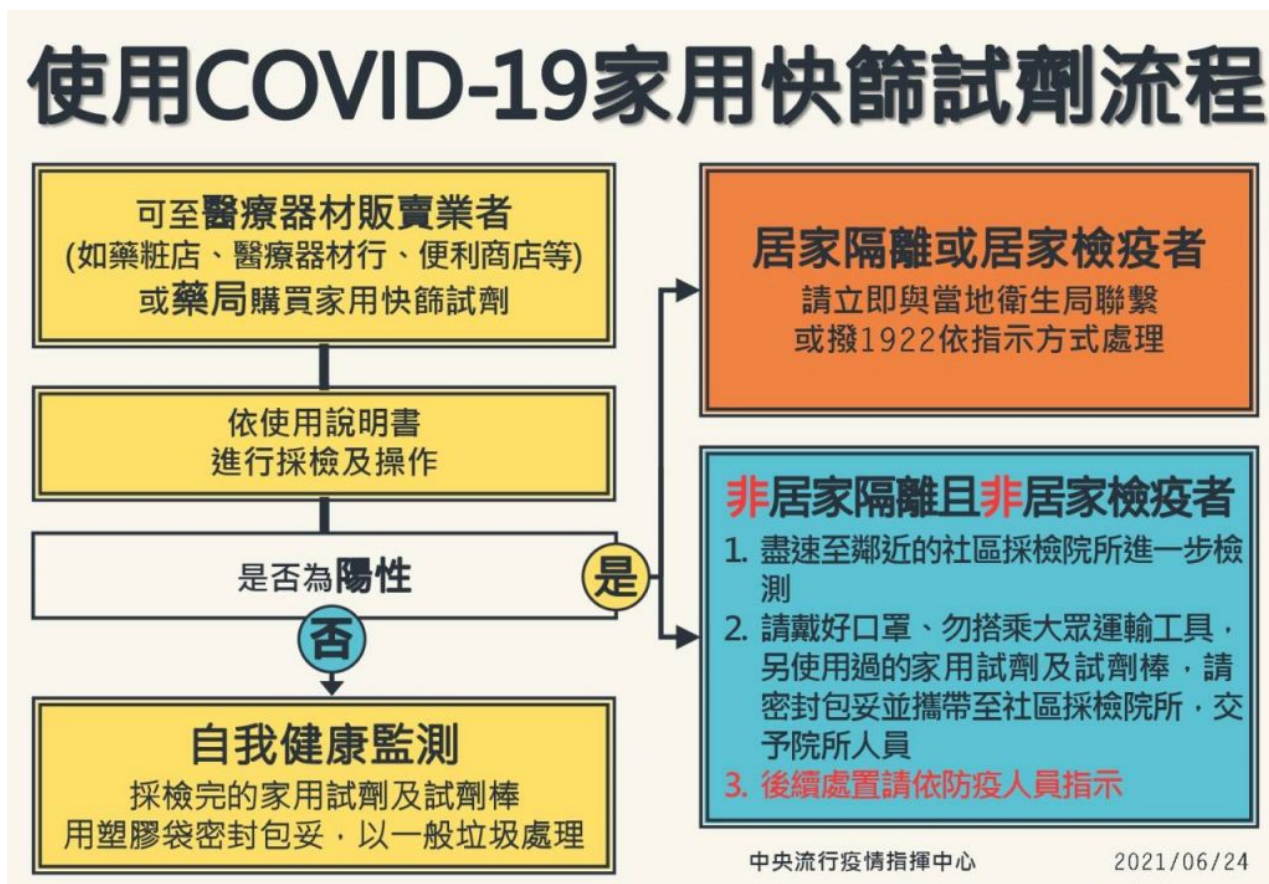 使用COVID-19家用快篩試劑流程
可至醫療器材販賣業者
(如藥粧店、醫療器材行、便利商店等)
或藥局購買家用快篩試劑
依使用說明書
進行採檢及操作
是否為陽性
是
否
自我健康監測
採檢完的家用試劑及試劑棒
用塑膠袋密封包妥，以一般垃圾處理
居家隔離或居家檢疫者
請立即與當地衛生局聯繫
或撥1922依指示方式處理
非居家隔離且非居家檢疫者
1. 盡速至鄰近的社區採檢院所進一步檢
測
2. 請戴好口罩、勿搭乘大眾運輸工具，
另使用過的家用試劑及試劑棒，請
密封包妥並攜帶至社區採檢院所，交
予院所人員
3. 後續處置請依防疫人員指示
中央流行疫情指揮中心
2021/06/24